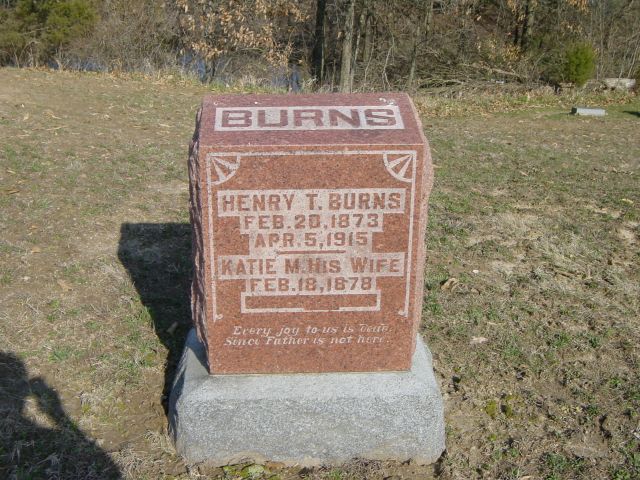 BURNS
HENRY T. BURNS
FEB. 20, 1873
APR. 5, 1915
KATIE M. HIS WIFE
FEB. 18, 1878
Every joy to us is dead,
Since Father is not here.